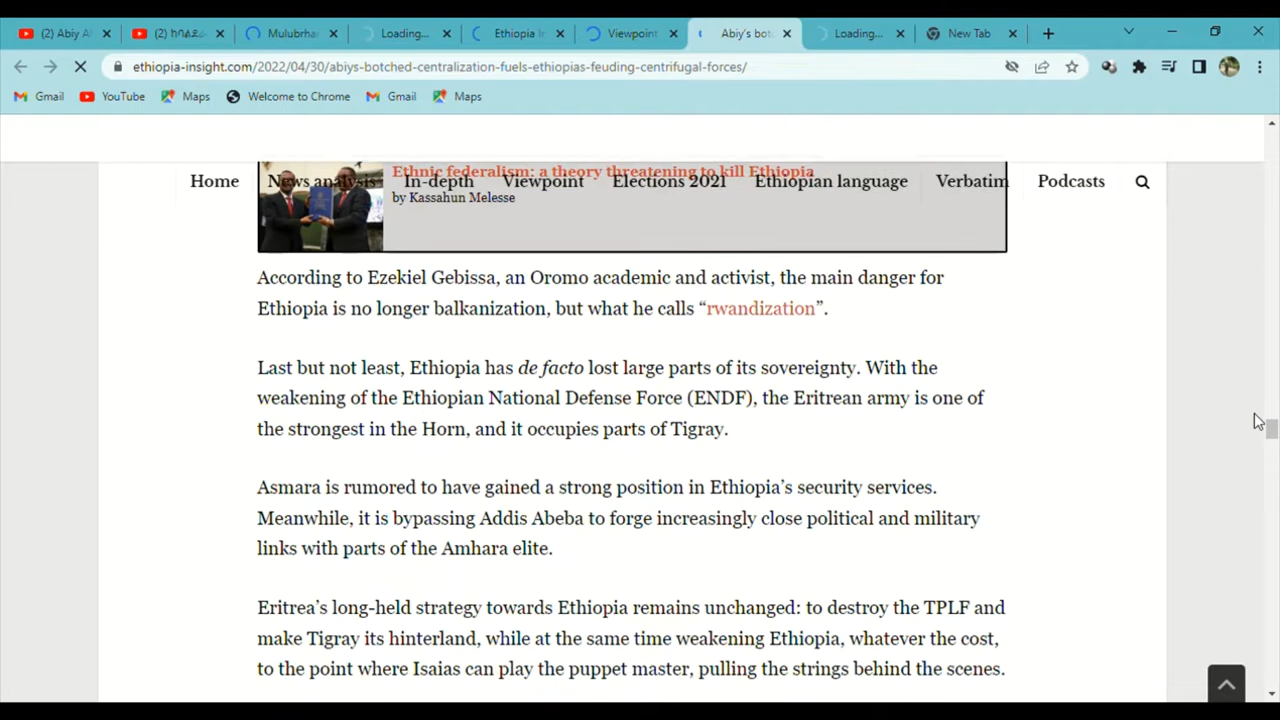 (2) Abiy A
(2) ከባለደራ
Mulubrha
Loading...
Ethiopia In
Viewpoint
Abiy's bot
Loading...
New Tab
ethiopia-insight.com/2022/04/30/abiys-botched-centralization-fuels-ethiopias-feuding-centrifugal-forces/
Gmail YouTube Maps Welcome to Chrome Gmail Maps
Ethnic federalism: a theory threatening to kill Ethiopia
Home News analysis In-depth Viewpoint Elections 2021 Ethiopian language Verbatim Podcasts
by Kassahun Melesse
According to Ezekiel Gebissa, an Oromo academic and activist, the main danger for
Ethiopia is no longer balkanization, but what he calls “rwandization”.
Last but not least, Ethiopia has de facto lost large parts of its sovereignty. With the
weakening of the Ethiopian National Defense Force (ENDF), the Eritrean army is one of
the strongest in the Horn, and it occupies parts of Tigray.
Asmara is rumored to have gained a strong position in Ethiopia’s security services.
Meanwhile, it is bypassing Addis Abeba to forge increasingly close political and military
links with parts of the Amhara elite.
Eritrea’s long-held strategy towards Ethiopia remains unchanged: to destroy the TPLF and
make Tigray its hinterland, while at the same time weakening Ethiopia, whatever the cost,
to the point where Isaias can play the puppet master, pulling the strings behind the scenes.